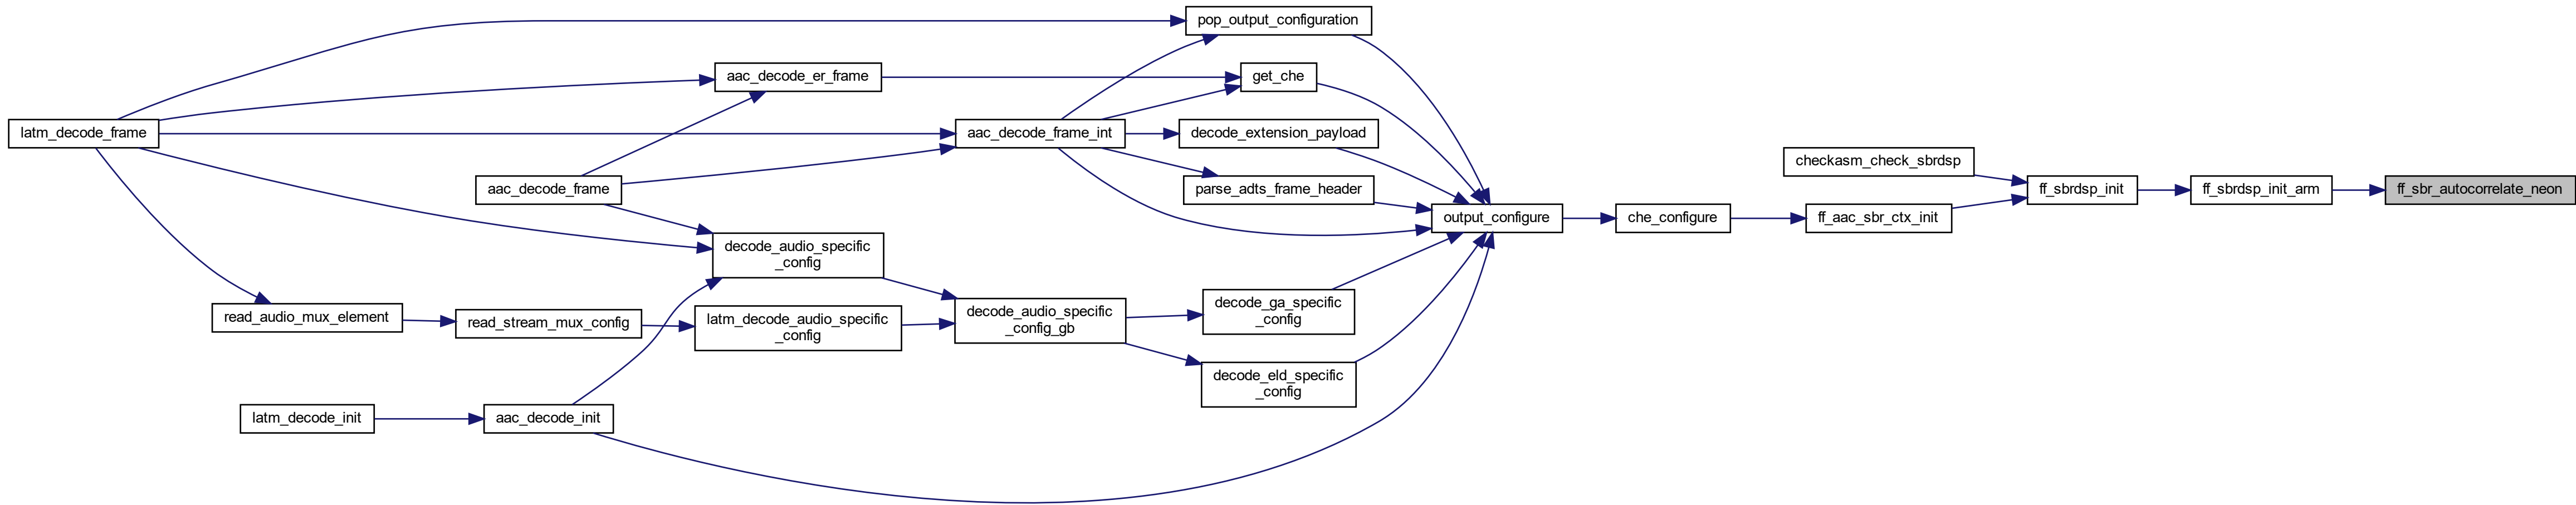 pop_output_configuration
aac_decode_er_frame
get_che
latm_decode_frame
aac_decode_frame_int
decode_extension_payload
checkasm_check_sbrdsp
aac_decode_frame
parse_adts_frame_header
ff_sbrdsp_init
ff_sbrdsp_init_arm
ff_sbr_autocorrelate_neon
output_configure
che_configure
ff_aac_sbr_ctx_init
decode_audio_specific
_config
read_audio_mux_element
read_stream_mux_config
latm_decode_audio_specific
_config
decode_audio_specific
_config_gb
decode_ga_specific
_config
decode_eld_specific
_config
latm_decode_init
aac_decode_init